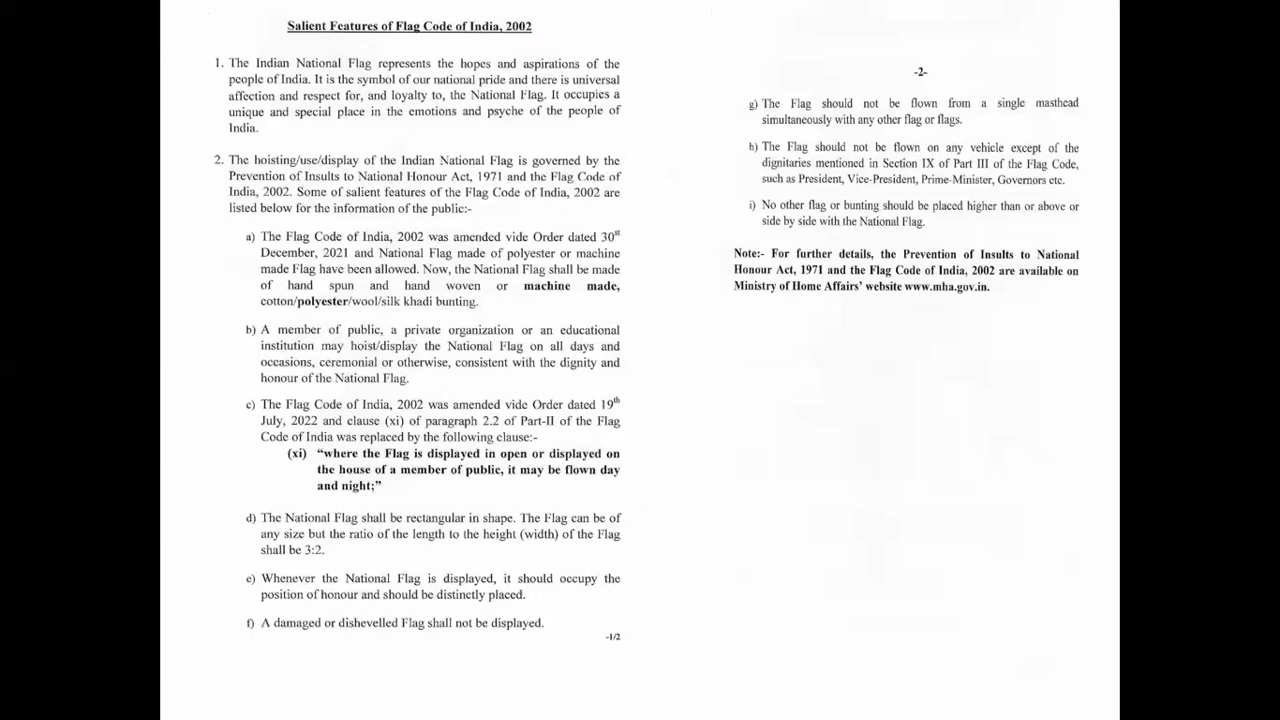 Salient Features of Flag Code of India, 2002
1. The Indian National Flag represents the hopes and aspirations of the
people of India. It is the symbol of our national pride and there is universal
affection and respect for, and loyalty to, the National Flag. It occupies a
unique and special place in the emotions and psyche of the people of
India.
2. The hoisting/use/display of the Indian National Flag is governed by the
Prevention of Insults to National Honour Act, 1971 and the Flag Code of
India, 2002. Some of salient features of the Flag Code of India, 2002 are
listed below for the information of the public:-
a) The Flag Code of India, 2002 was amended vide Order dated 30st
December, 2021 and National Flag made of polyester or machine
made Flag have been allowed. Now, the National Flag shall be made
of hand spun and hand woven or machine made,
cotton/polyester/wool/silk khadi bunting.
b) A member of public, a private organization or an educational
institution may hoist/display the National Flag on all days and
occasions, ceremonial or otherwise, consistent with the dignity and
honour of the National Flag.
c) The Flag Code of India, 2002 was amended vide Order dated 19th
July, 2022 and clause (xi) of paragraph 2.2 of Part-II of the Flag
Code of India was replaced by the following clause:-
(xi) “where the Flag is displayed in open or displayed on
the house of a member of public, it may be flown day
and night;”
d) The National Flag shall be rectangular in shape. The Flag can be of
any size but the ratio of the length to the height (width) of the Flag
shall be 3:2.
e) Whenever the National Flag is displayed, it should occupy the
position of honour and should be distinctly placed.
f) A damaged or dishevelled Flag shall not be displayed.
-1/2
-2-
g) The Flag should not be flown from a single masthead
simultaneously with any other flag or flags.
h) The Flag should not be flown on any vehicle except of the
dignitaries mentioned in Section IX of Part III of the Flag Code,
such as President, Vice-President, Prime-Minister, Governors etc.
i) No other flag or bunting should be placed higher than or above or
side by side with the National Flag.
Note:- For further details, the Prevention of Insults to National
Honour Act, 1971 and the Flag Code of India, 2002 are available on
Ministry of Home Affairs’ website www.mha.gov.in.